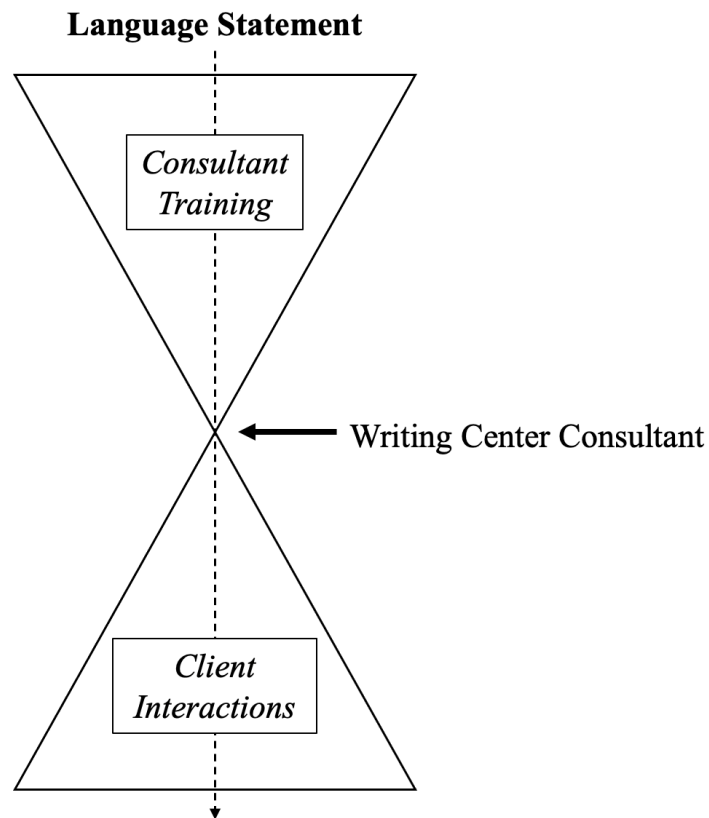 Language Statement
Consultant
Training
Writing Center Consultant
Client
Interactions